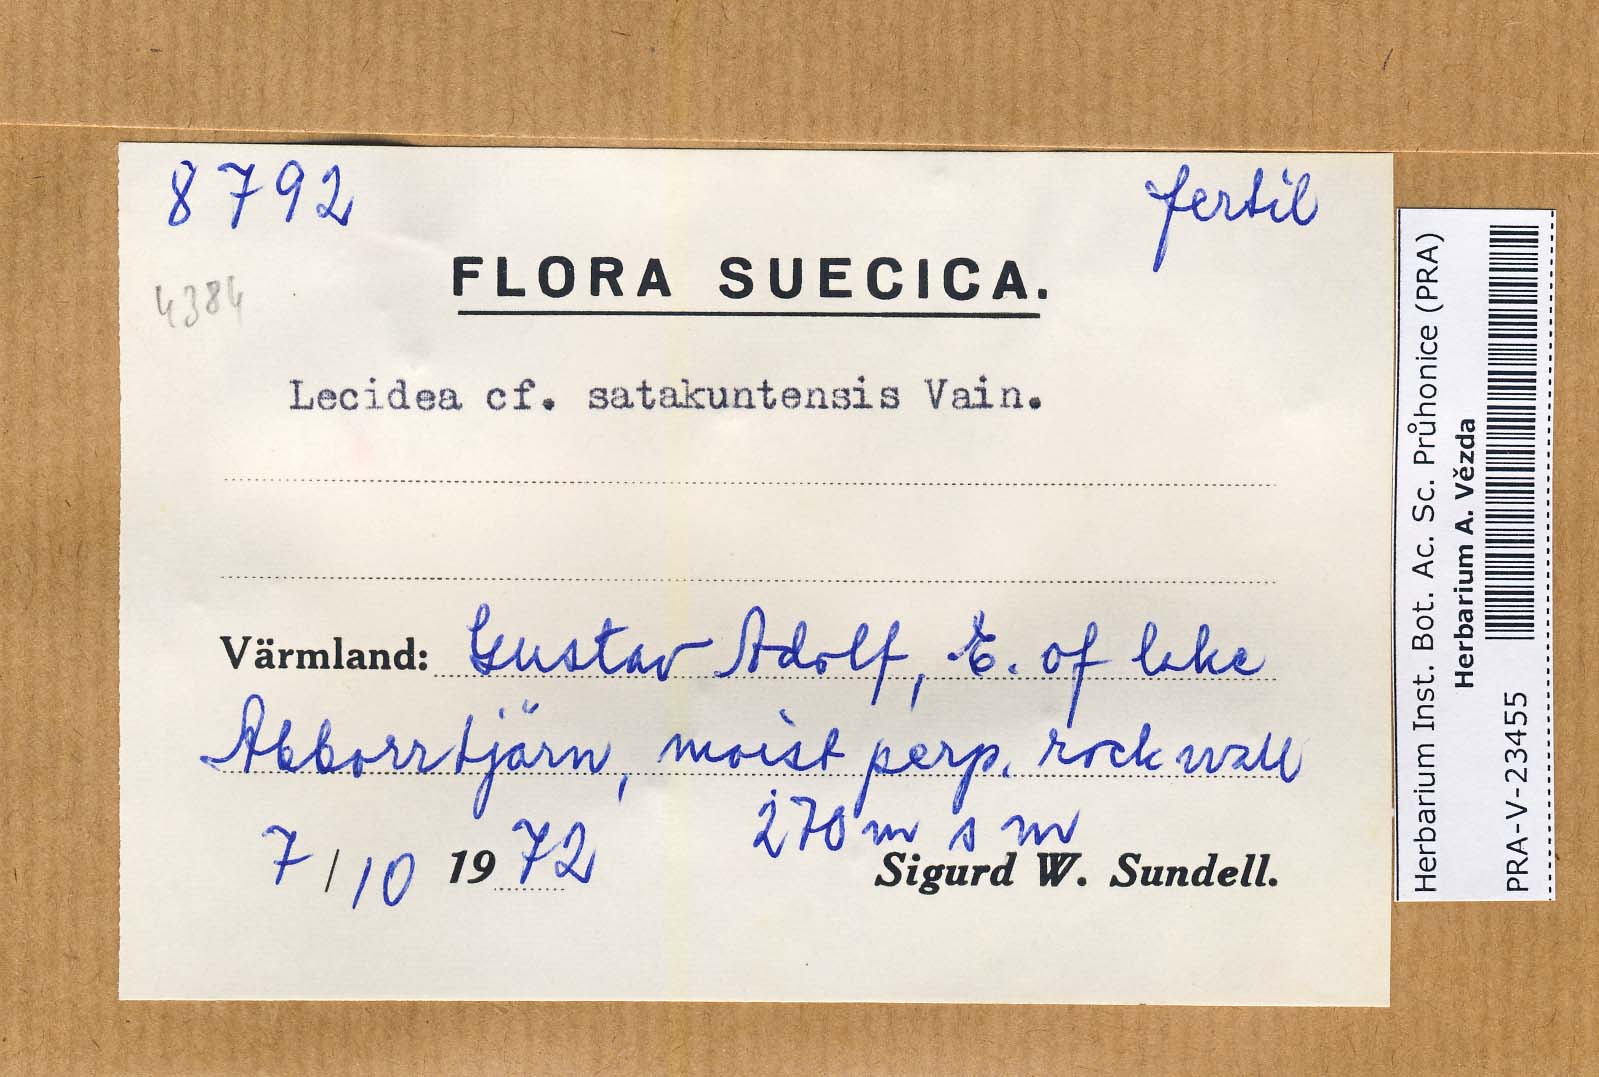 8792
fertil
4384
FLORA SUECICA.
Lecidea cf. satakuntensis Vain.
Värmland: Gustav Adolf, E. of lake
Abborrtjärn, moist perp. rock wall
270 m s m
7/10 1972
Sigurd W. Sundell.
Herbarium Inst. Bot. Ac. Sc. Průhonice (PRA)
Herbarium A. Vězda
PRA-V-23455